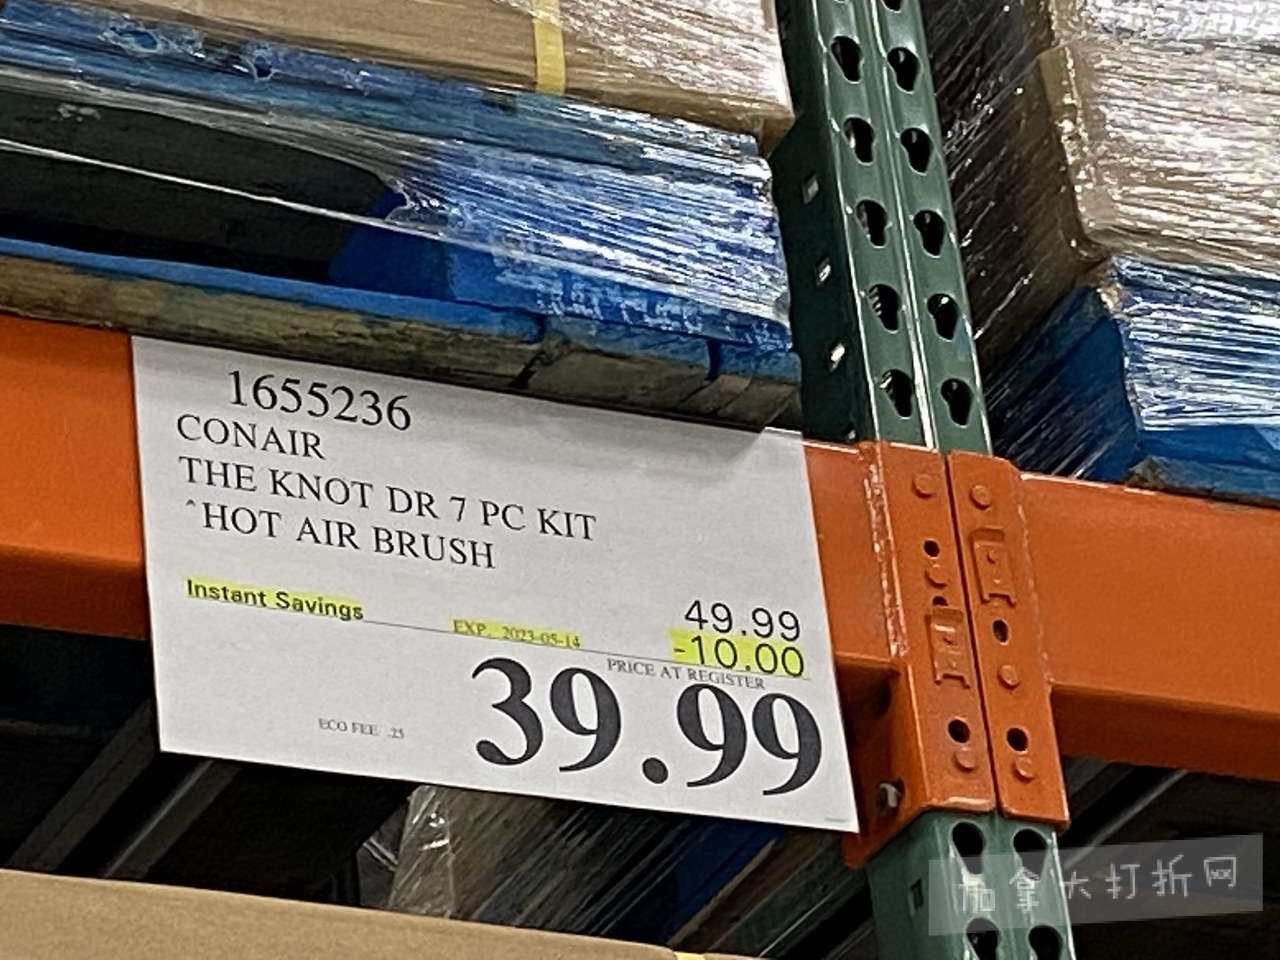 1655236
CONAIR
THE KNOT DR 7 PC KIT
^HOT AIR BRUSH
Instant Savings
49.99
EXP. 2023-05-14
-10.00
PRICE AT REGISTER
39.99
ECO FEE .25
加拿大打折网